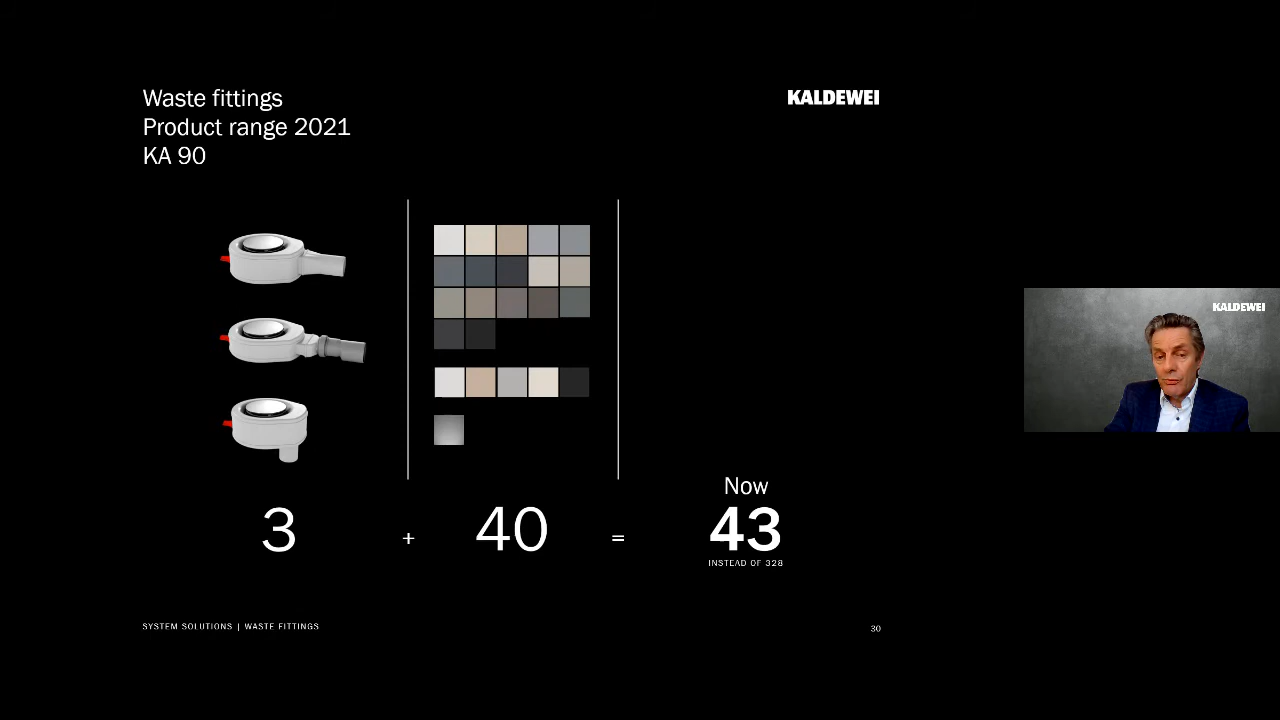 Waste fittings
Product range 2021
KA 90
KALDEWEI
KALDEWEI
Now
3 + 40 = 43
INSTEAD OF 328
SYSTEM SOLUTIONS | WASTE FITTINGS
30